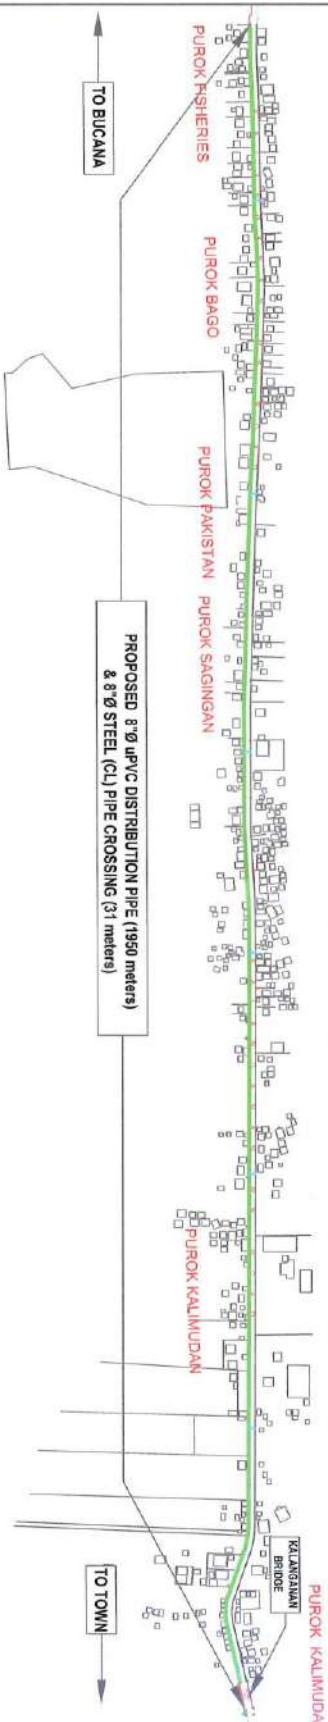 PUROK FISHERIES
TO BUCANA
PUROK BAGO
PUROK PAKISTAN
PUROK SAGINGAN
PROPOSED 8"Ø uPVC DISTRIBUTION PIPE (1950 meters)
& 8"Ø STEEL (CL) PIPE CROSSING (31 meters)
PUROK KALIMUDAN
TO TOWN
KALANGANAN
BRIDGE
PUROK KALIMUDA